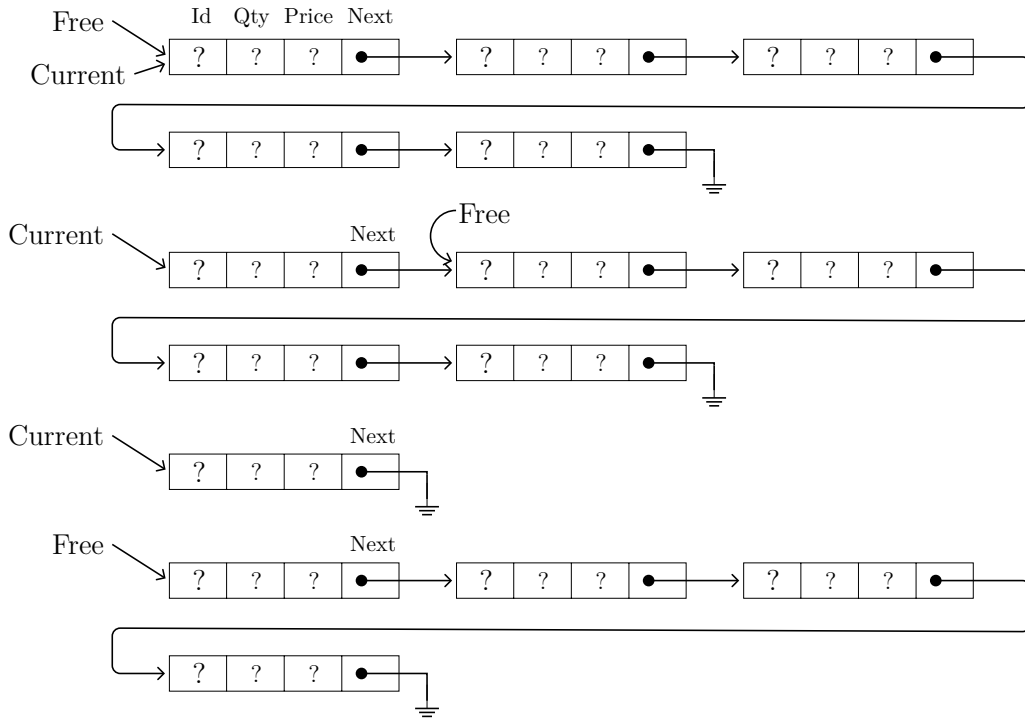 Id Qty Price Next
Free
? ? ? ? ? ? ? ? ?
Current
? ? ? ? ? ?
Free
Current Next
? ? ? ? ? ? ? ? ?
? ? ? ? ? ?
Current Next
? ? ?
Free Next
? ? ? ? ? ? ? ? ?
? ? ?